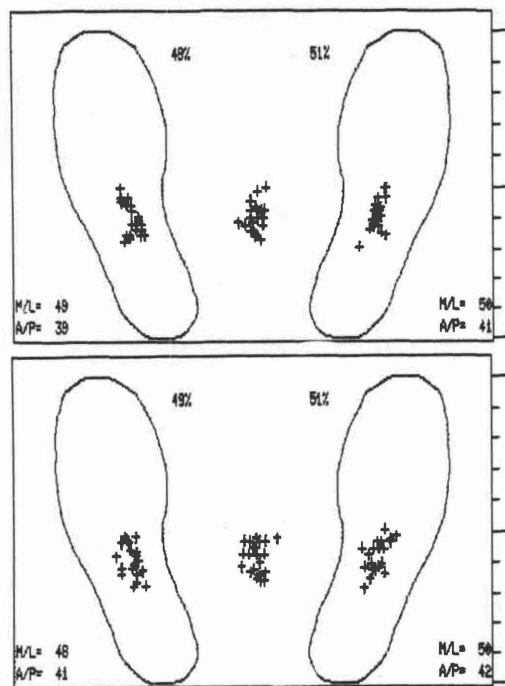 48% 51%
M/L= 49 M/L= 50
A/P= 39 A/P= 41
49% 51%
M/L= 48 M/L= 50
A/P= 41 A/P= 42